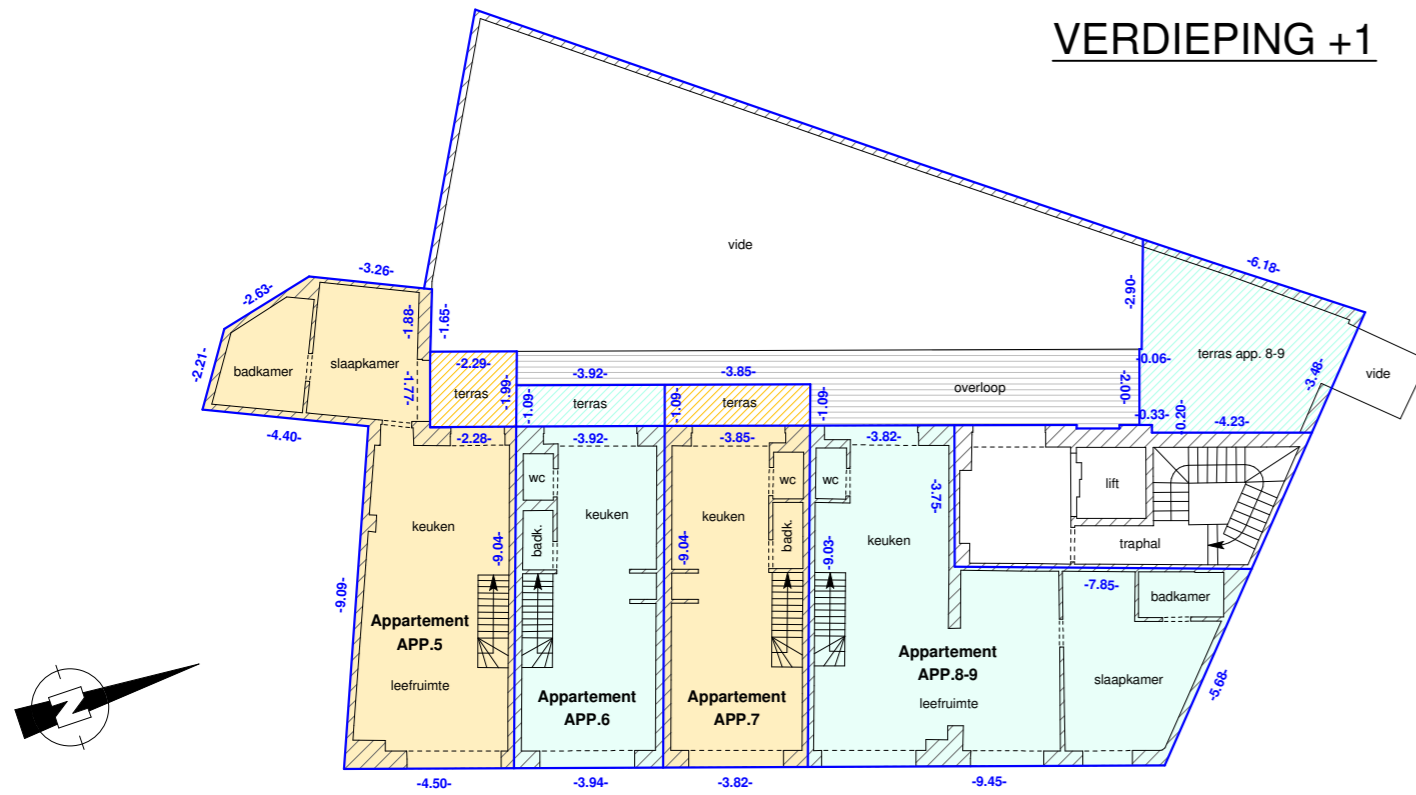 VERDIEPING +1
vide
-6.18-
-3.26-
-2.63-
-2.90-
-1.88-
-1.65-
-2.21-
badkamer
slaapkamer
-1.77-
-2.29-
terras
-1.99-
-3.92-
-3.85-
overloop
-0.06-
-2.00-
terras app. 8-9
-3.48-
vide
-1.09-
terras
-1.09-
terras
-1.09-
-0.33-
-0.20-
-4.23-
-4.40-
-2.28-
-3.92-
-3.85-
-3.82-
wc
wc
wc
-3.75-
lift
keuken
keuken
keuken
keuken
badk.
badk.
traphal
-9.04-
-9.04-
-9.03-
-9.09-
-7.85-
badkamer
Appartement
APP.5
leefruimte
Appartement
APP.6
Appartement
APP.7
Appartement
APP.8-9
leefruimte
slaapkamer
-5.68-
-4.50-
-3.94-
-3.82-
-9.45-